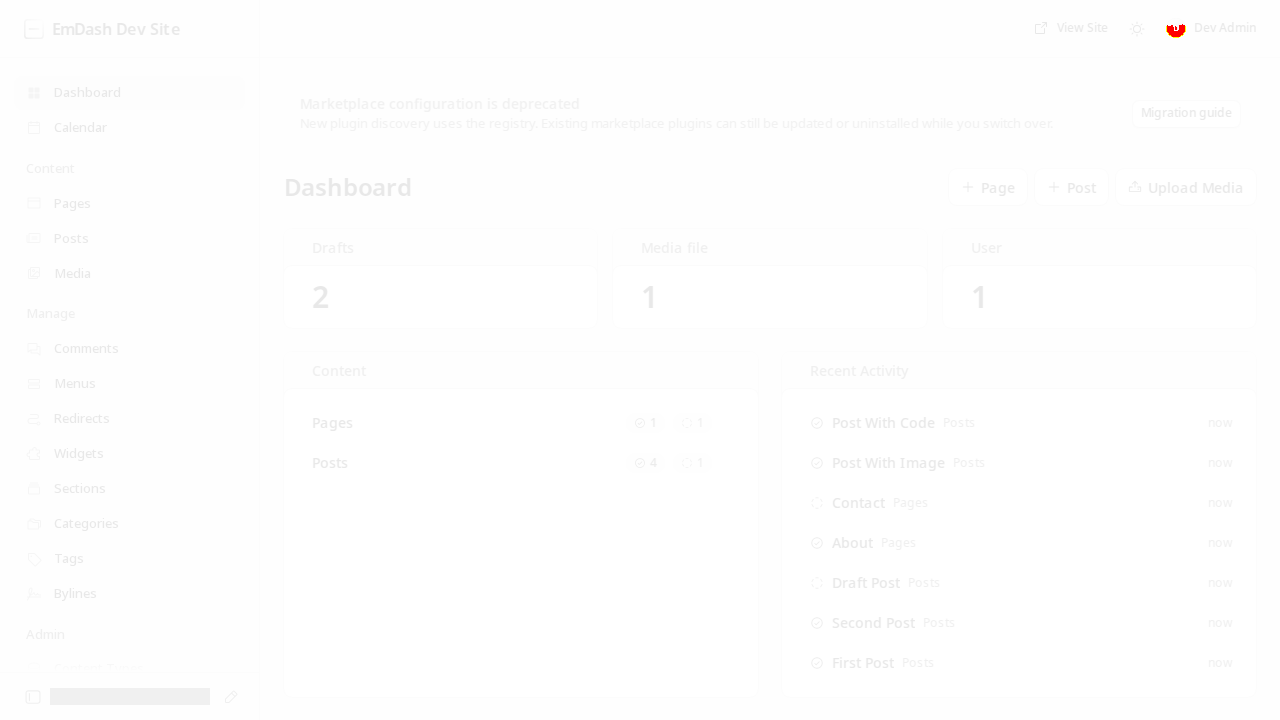 EmDash Dev Site
View Site
Dev Admin
Dashboard
Calendar
Content
Pages
Posts
Media
Manage
Comments
Menus
Redirects
Widgets
Sections
Categories
Tags
Bylines
Admin
Content Types
Marketplace configuration is deprecated
New plugin discovery uses the registry. Existing marketplace plugins can still be updated or uninstalled while you switch over.
Migration guide
Dashboard
Page
Post
Upload Media
Drafts
2
Media file
1
User
1
Content
Pages 1 1
Posts 4 1
Recent Activity
Post With Code Posts now
Post With Image Posts now
Contact Pages now
About Pages now
Draft Post Posts now
Second Post Posts now
First Post Posts now